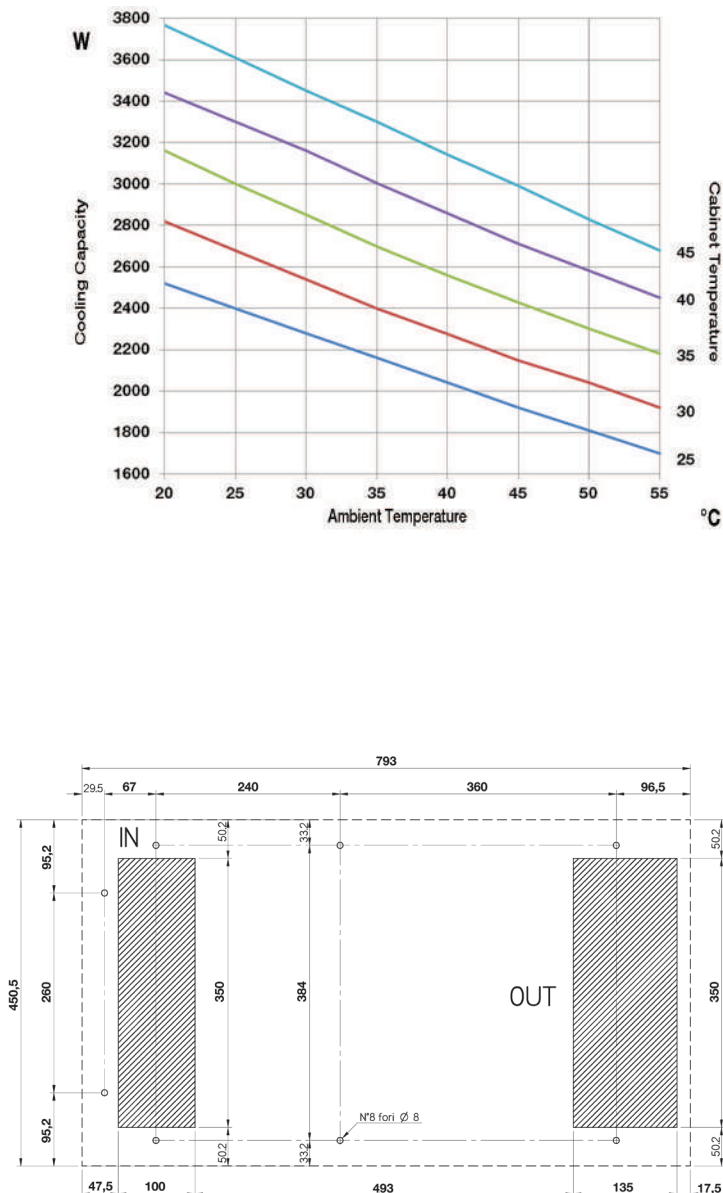 W
3800
3600
3400
3200
3000
2800
2600
2400
2200
2000
1800
1600
Cooling Capacity
20 25 30 35 40 45 50 55
Ambient Temperature
°C
Cabinet Temperature
45
40
35
30
25
793
29.5 67 240 360 96,5
IN
OUT
450,5
95,2
260
95,2
50,2
350
50,2
33,2
384
33,2
50,2
350
50,2
N°8 fori Ø 8
47,5 100 493 135 17,5